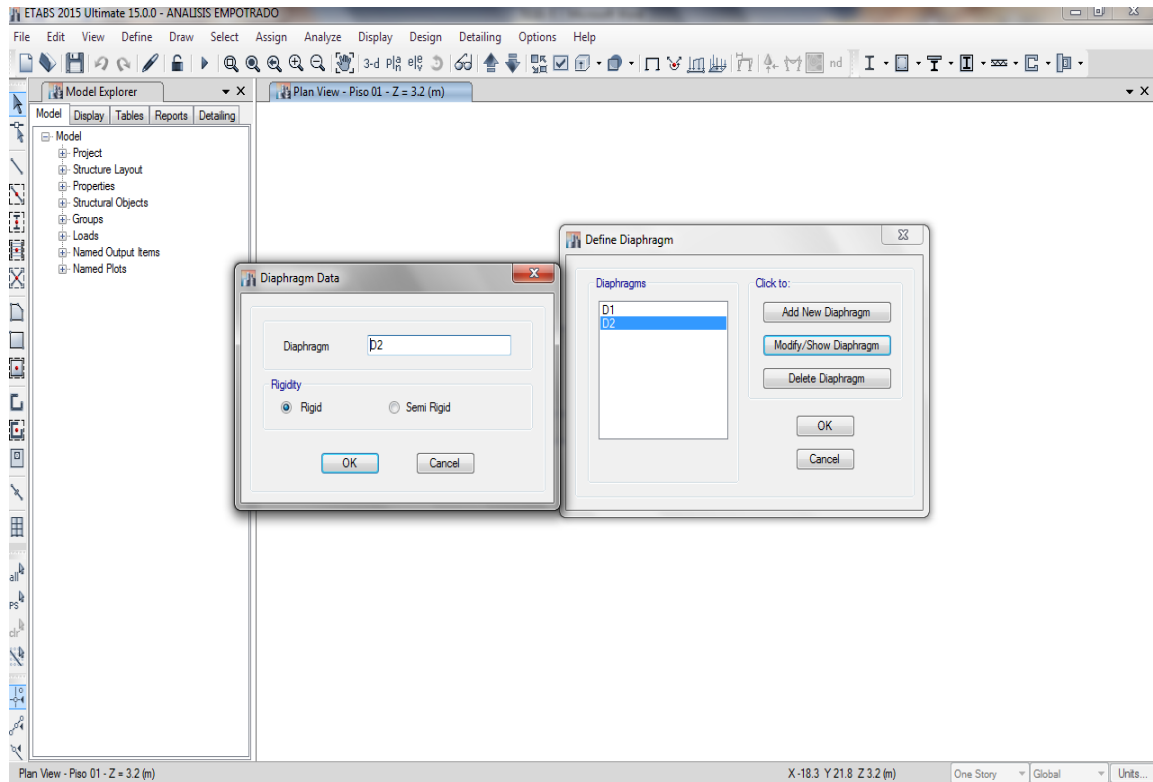 ETABS 2015 Ultimate 15.0.0 - ANALISIS EMPOTRADO
File Edit View Define Draw Select Assign Analyze Display Design Detailing Options Help
3-d nd
Model Explorer
Plan View - Piso 01 - Z = 3.2 (m)
Model Display Tables Reports Detailing
Model
Project
Structure Layout
Properties
Structural Objects
Groups
Loads
Named Output Items
Named Plots
Define Diaphragm
Diaphragms
Click to:
D1
D2
Add New Diaphragm
Modify/Show Diaphragm
Delete Diaphragm
OK
Cancel
Diaphragm Data
Diaphragm D2
Rigidity
Rigid Semi Rigid
OK Cancel
all
PS
clr
Plan View - Piso 01 - Z = 3.2 (m) X -18.3 Y 21.8 Z 3.2 (m) One Story Global Units...